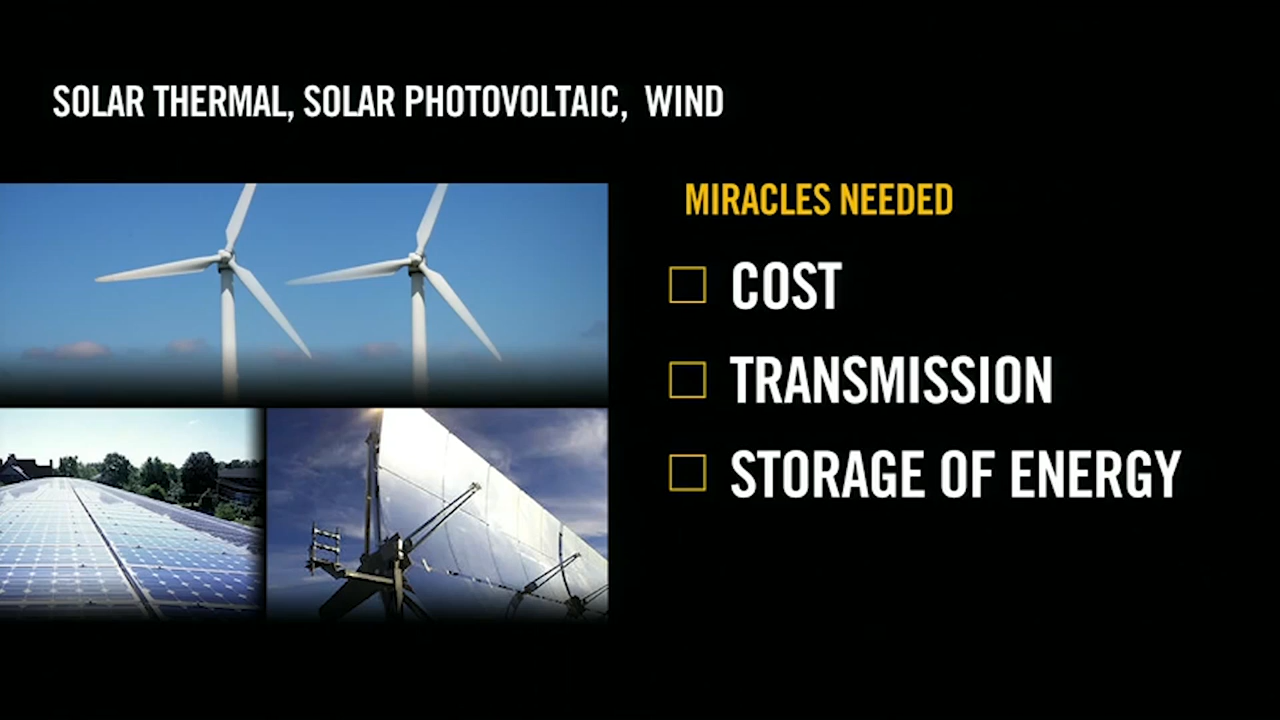 SOLAR THERMAL, SOLAR PHOTOVOLTAIC, WIND
MIRACLES NEEDED
COST
TRANSMISSION
STORAGE OF ENERGY